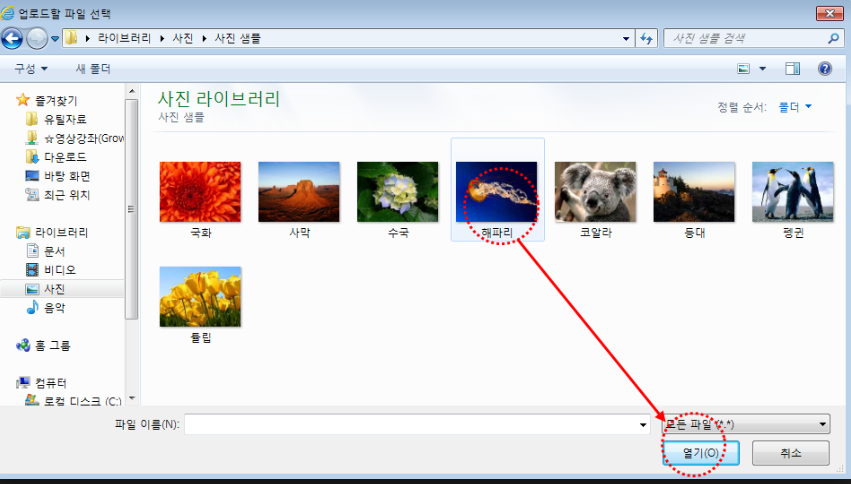 업로드할 파일 선택
라이브러리 ▸ 사진 ▸ 사진 샘플
사진 샘플 검색
구성 새 폴더
즐겨찾기
유틸자료
☆영상강좌(Grow
다운로드
바탕 화면
최근 위치
라이브러리
문서
비디오
사진
음악
홈 그룹
컴퓨터
로컬 디스크 (C:)
사진 라이브러리
사진 샘플
정렬 순서: 폴더
국화 사막 수국 해파리 코알라 등대 펭귄
튤립
파일 이름(N):
모든 파일 (*.*)
열기(O) 취소